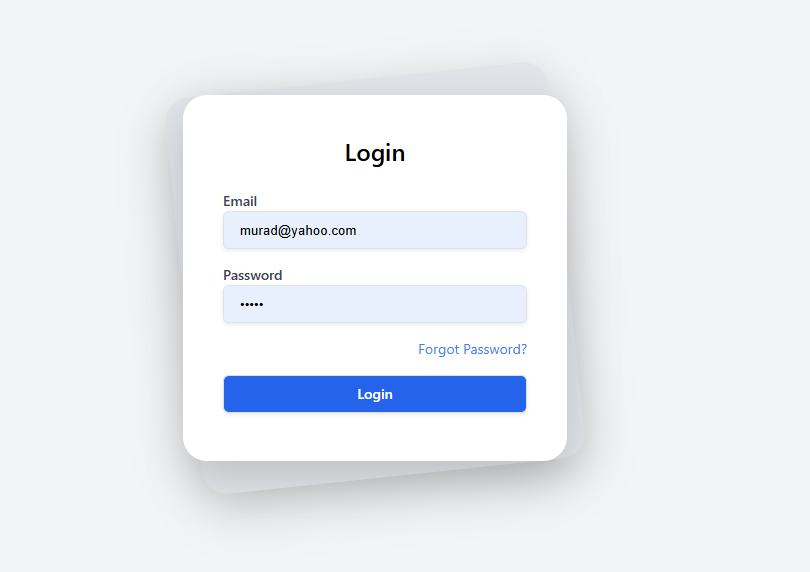 Login
Email
murad@yahoo.com
Password
•••••
Forgot Password?
Login